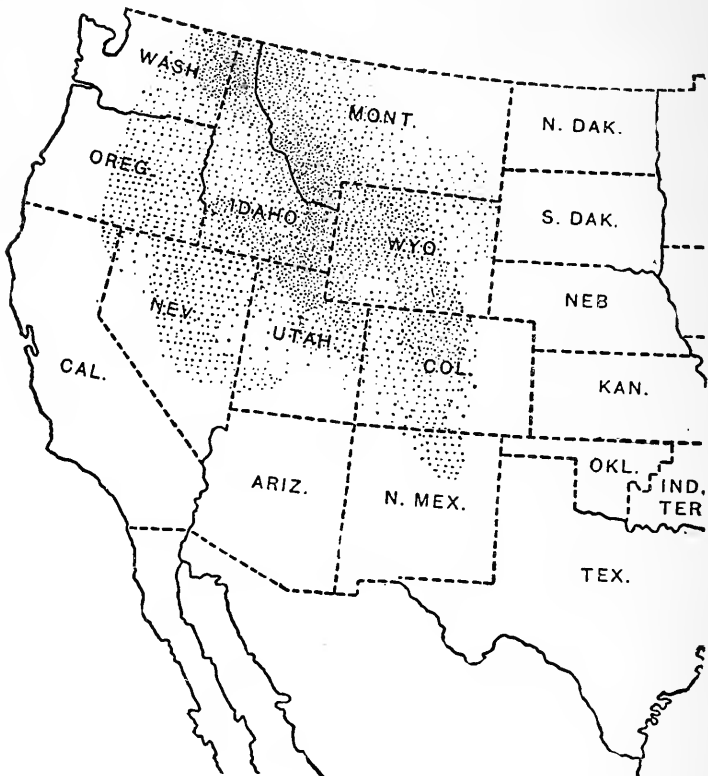 WASH
MONT.
N. DAK.
OREG.
IDAHO
S. DAK.
WYO
NEV.
NEB
UTAH
COL.
CAL.
KAN.
ARIZ.
N. MEX.
OKL.
IND.
TER
TEX.